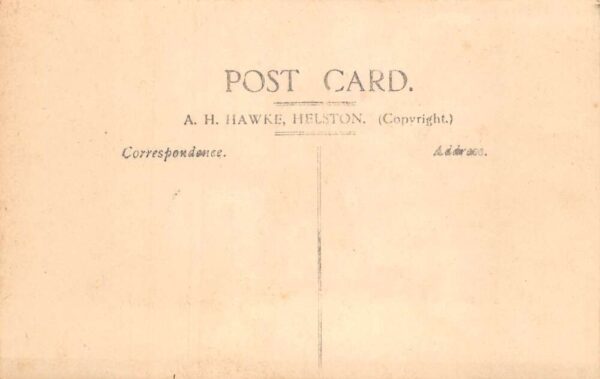 POST CARD.
A. H. HAWKE, HELSTON. (Copyright.)
Correspondence.
Address.